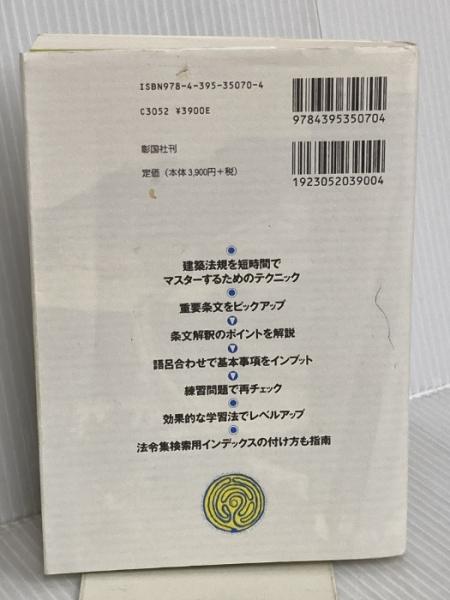 ISBN978-4-395-35070-4
C3052 ¥3900E
9784395350704
彰国社刊
定価（本体3,900円＋税）
1923052039004
建築法規を短時間で
マスターするためのテクニック
重要条文をピックアップ
条文解釈のポイントを解説
語呂合わせで基本事項をインプット
練習問題で再チェック
効果的な学習法でレベルアップ
法令集検索用インデックスの付け方も指南